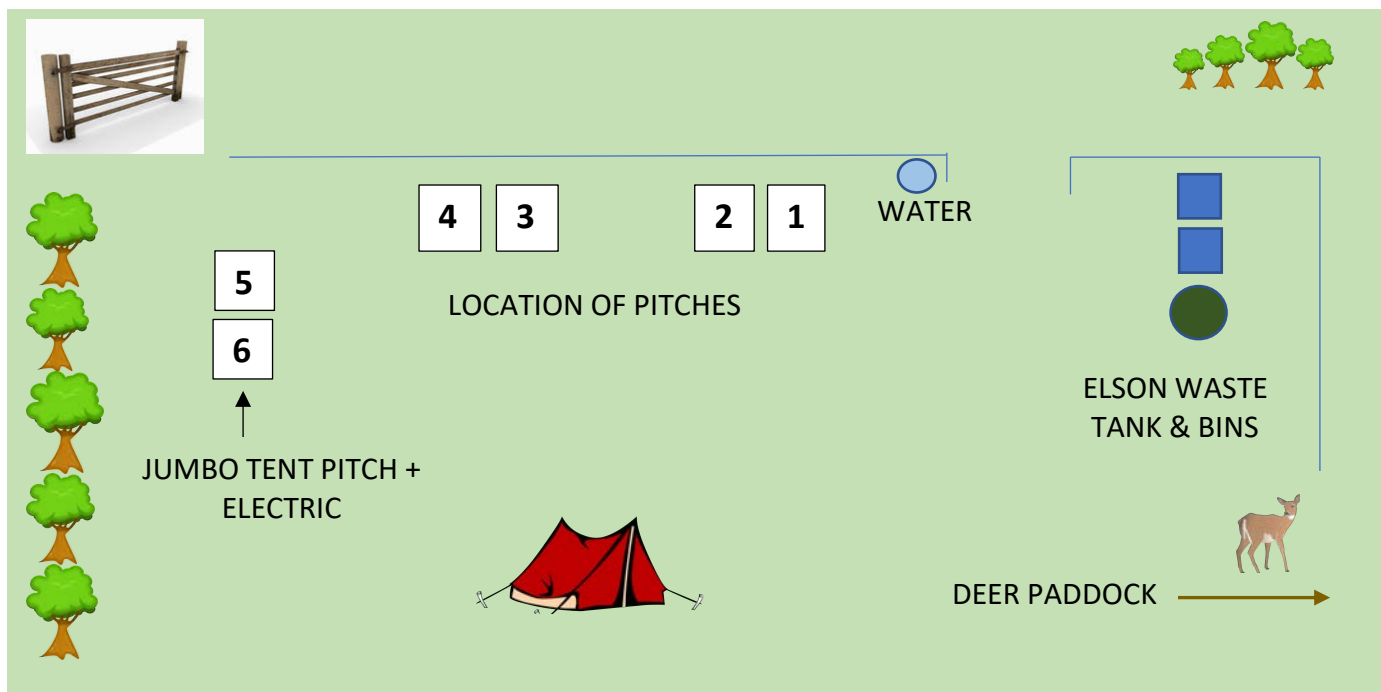 4 3 2 1
WATER
5
LOCATION OF PITCHES
6
ELSON WASTE
TANK & BINS
JUMBO TENT PITCH +
ELECTRIC
DEER PADDOCK